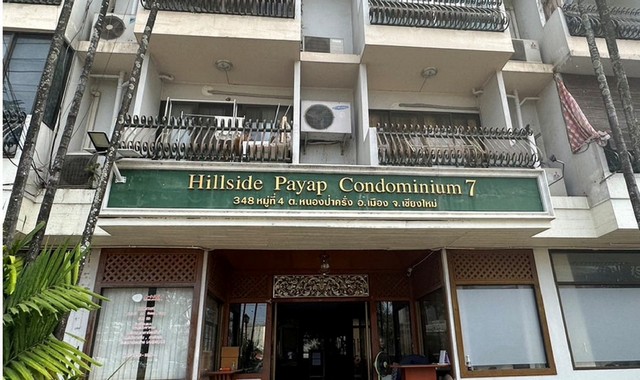 Hillside Payap Condominium 7
348 หมู่ที่ 4 ต.หนองป่าครั่ง อ.เมือง จ.เชียงใหม่